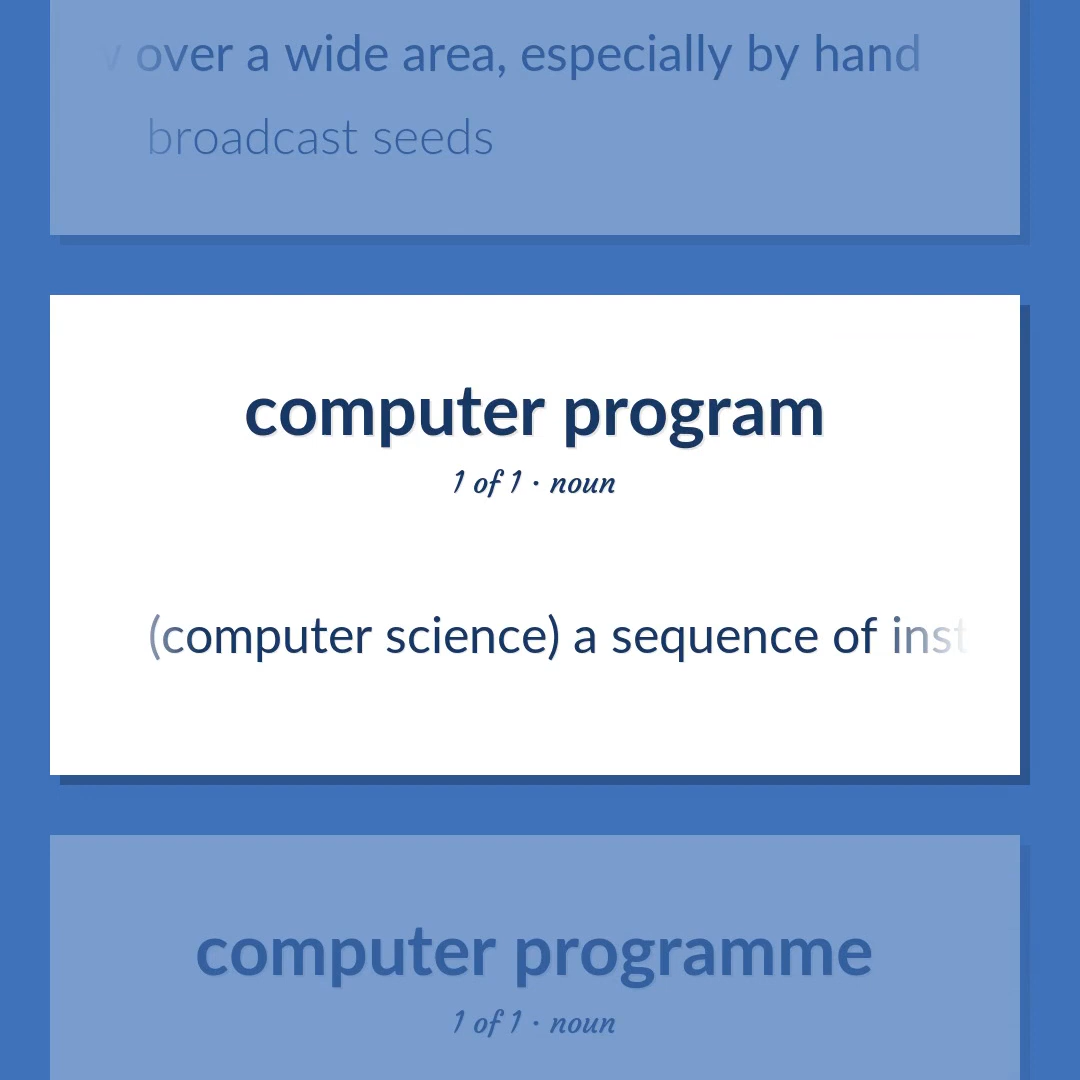 over a wide area, especially by hand
broadcast seeds
computer program
1 of 1 · noun
(computer science) a sequence of inst
computer programme
1 of 1 · noun